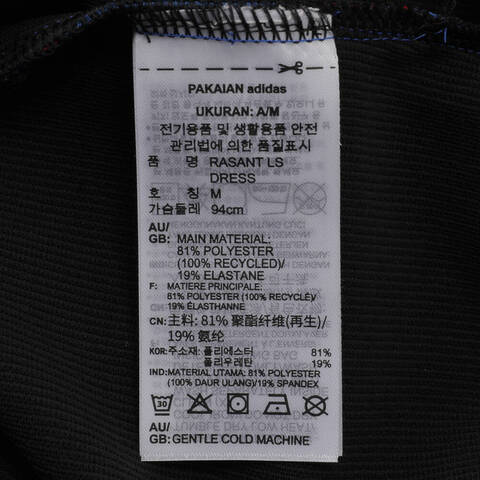 PAKAIAN adidas
UKURAN: A/M
전기용품 및 생활용품 안전
관리법에 의한 품질표시
품 명 RASANT LS
DRESS
호 칭 M
가슴둘레 94cm
AU/
GB: MAIN MATERIAL:
81% POLYESTER
(100% RECYCLED)/
19% ELASTANE
F: MATIERE PRINCIPALE:
81% POLYESTER (100% RECYCLE)/
19% ÉLASTHANNE
CN: 主料: 81% 聚酯纤维(再生)/
19% 氨纶
KOR: 주소재: 폴리에스터 81%
폴리우레탄 19%
IND: MATERIAL UTAMA: 81% POLYESTER
(100% DAUR ULANG)/19% SPANDEX
30
AU/
GB: GENTLE COLD MACHINE